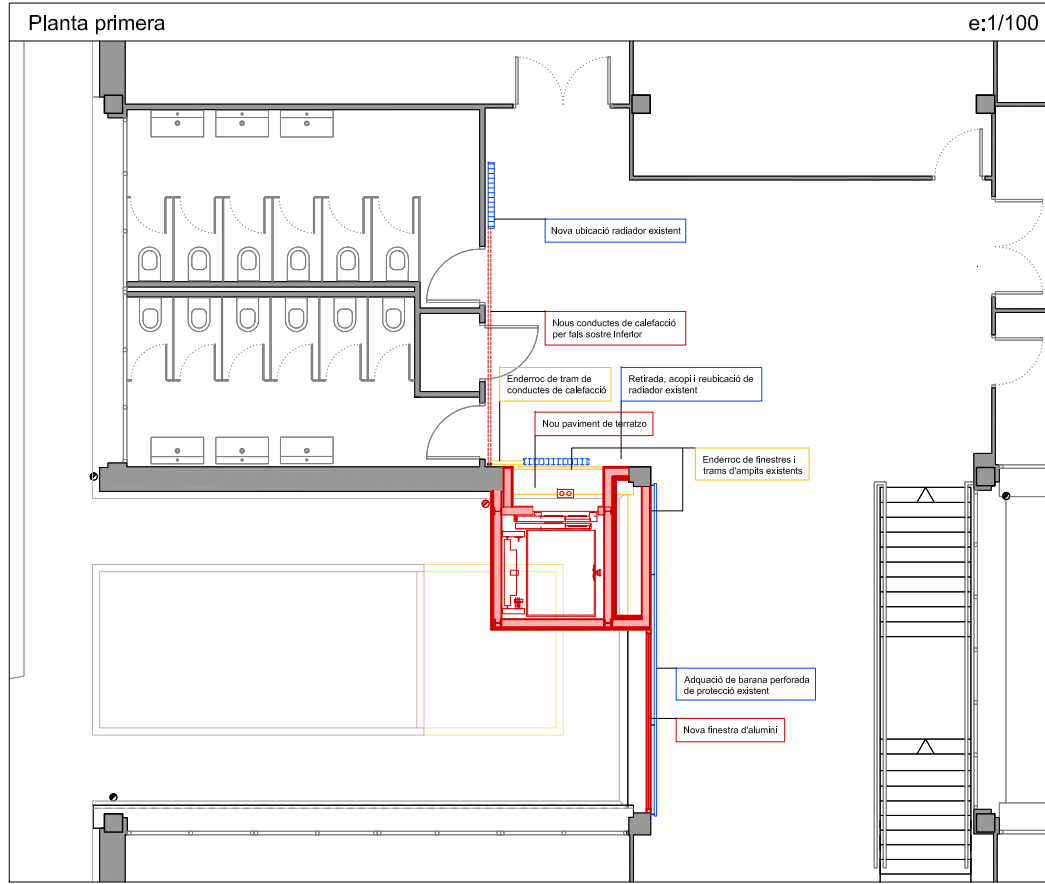 Planta primera
e:1/100
Nova ubicació radiador existent
Nous conductes de calefacció
per fals sostre inferior
Enderroc de tram de
conductes de calefacció
Retirada, acopi i reubicació de
radiador existent
Nou paviment de terratzo
Enderroc de finestres i
trams d'ampits existents
Adquació de barana perforada
de protecció existent
Nova finestra d'alumini